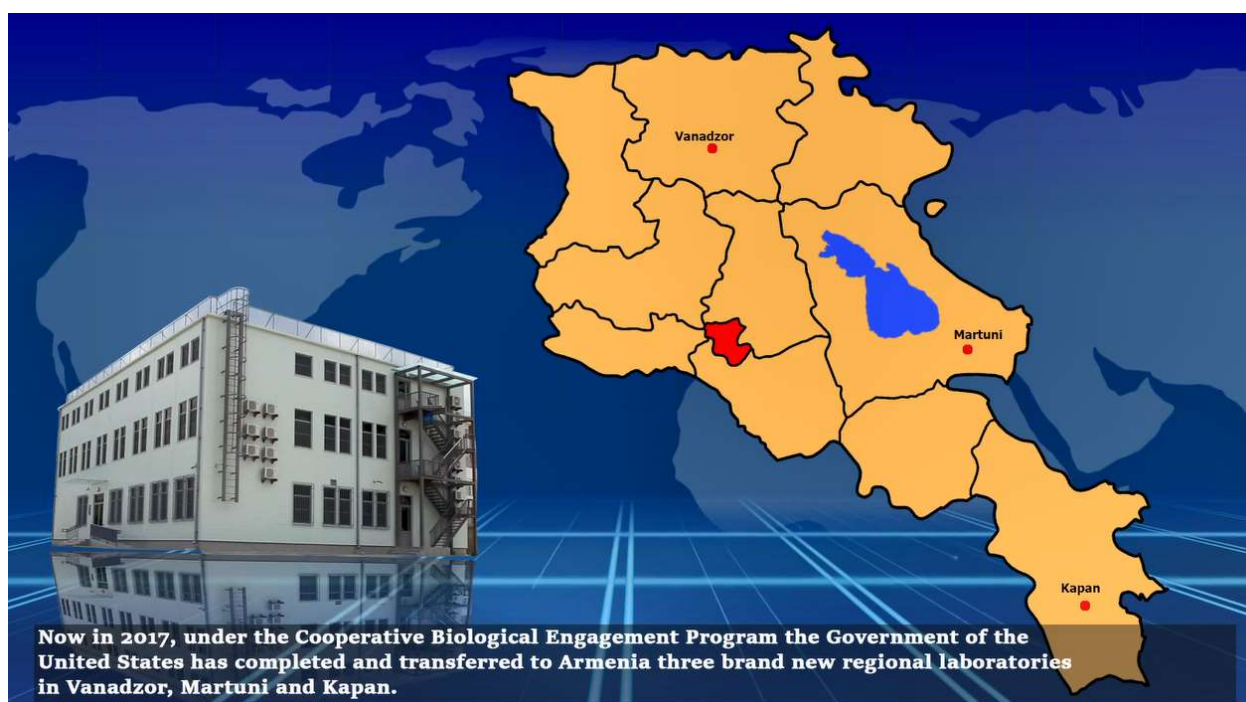 Vanadzor
Martuni
Kapan
Now in 2017, under the Cooperative Biological Engagement Program the Government of the
United States has completed and transferred to Armenia three brand new regional laboratories
in Vanadzor, Martuni and Kapan.